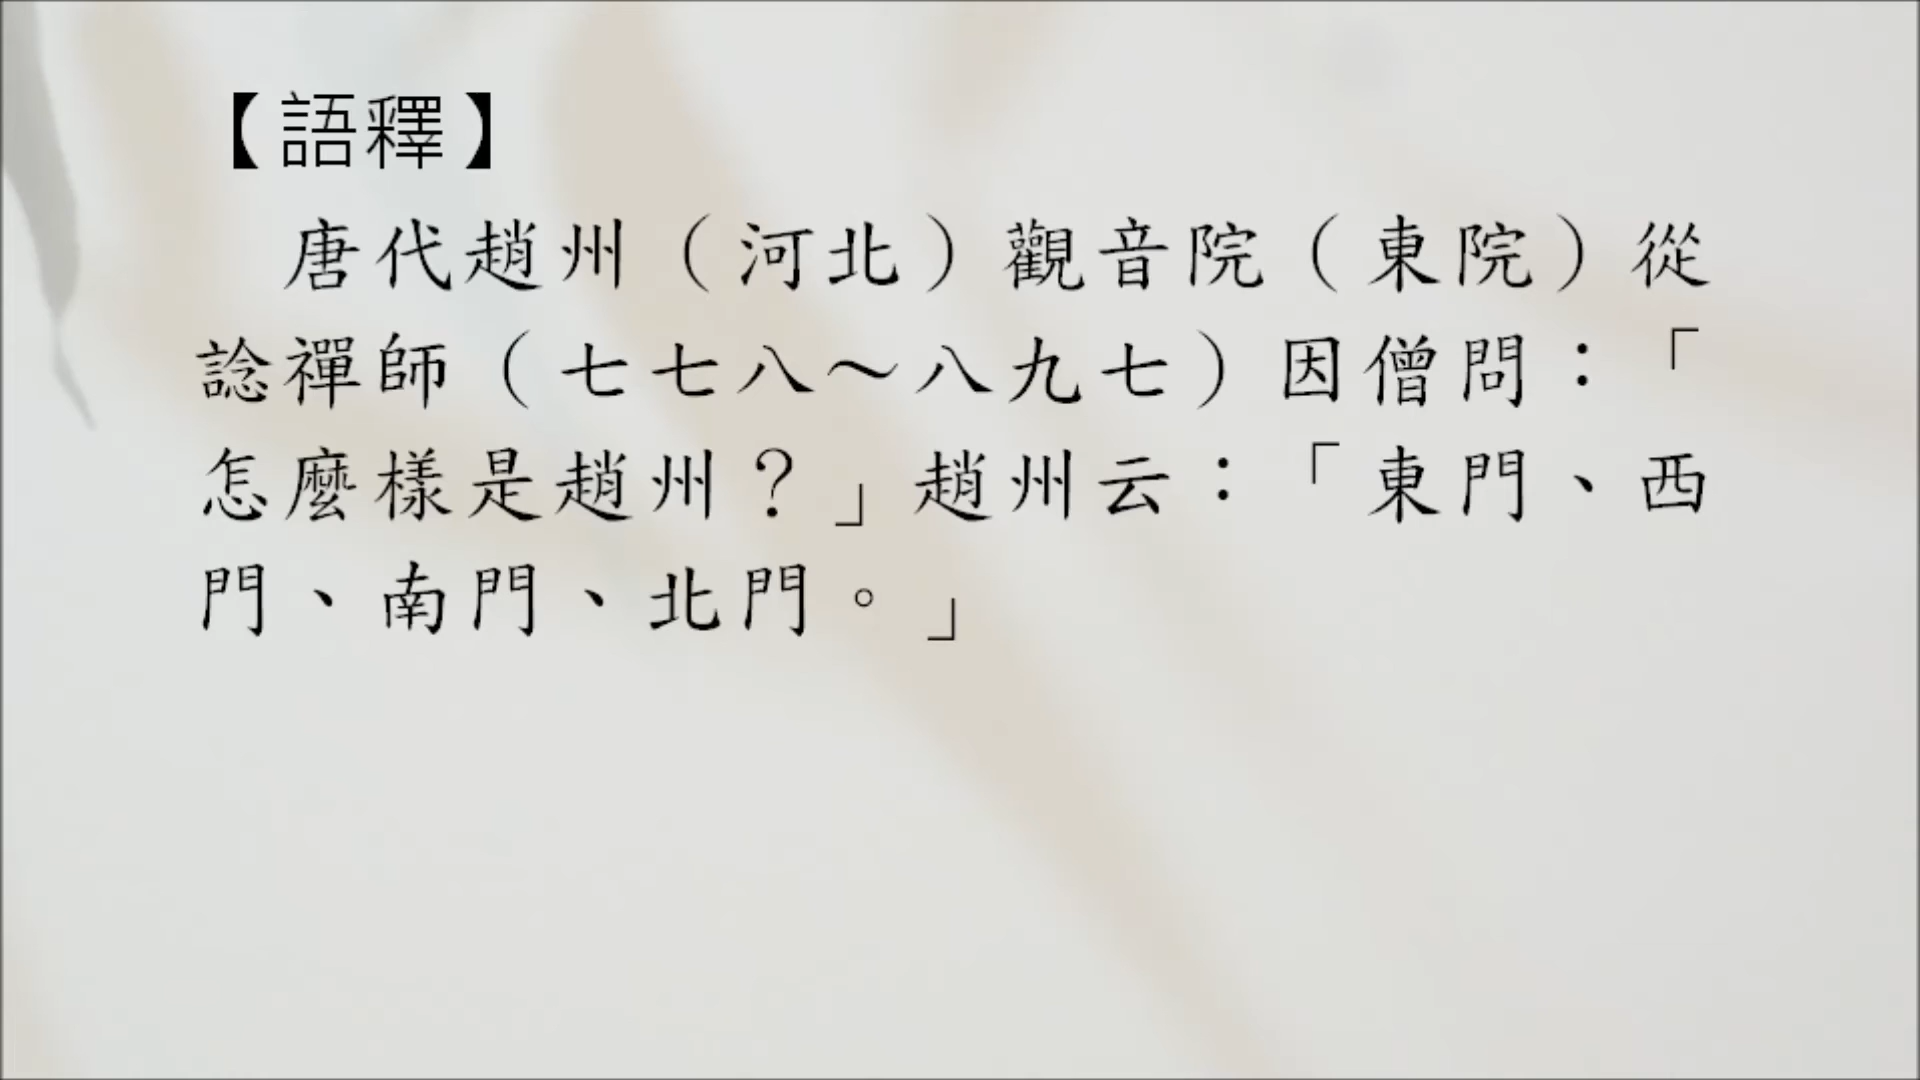 【語釋】
唐代趙州（河北）觀音院（東院）從
諗禪師（七七八～八九七）因僧問：「
怎麼樣是趙州？」趙州云：「東門、西
門、南門、北門。」